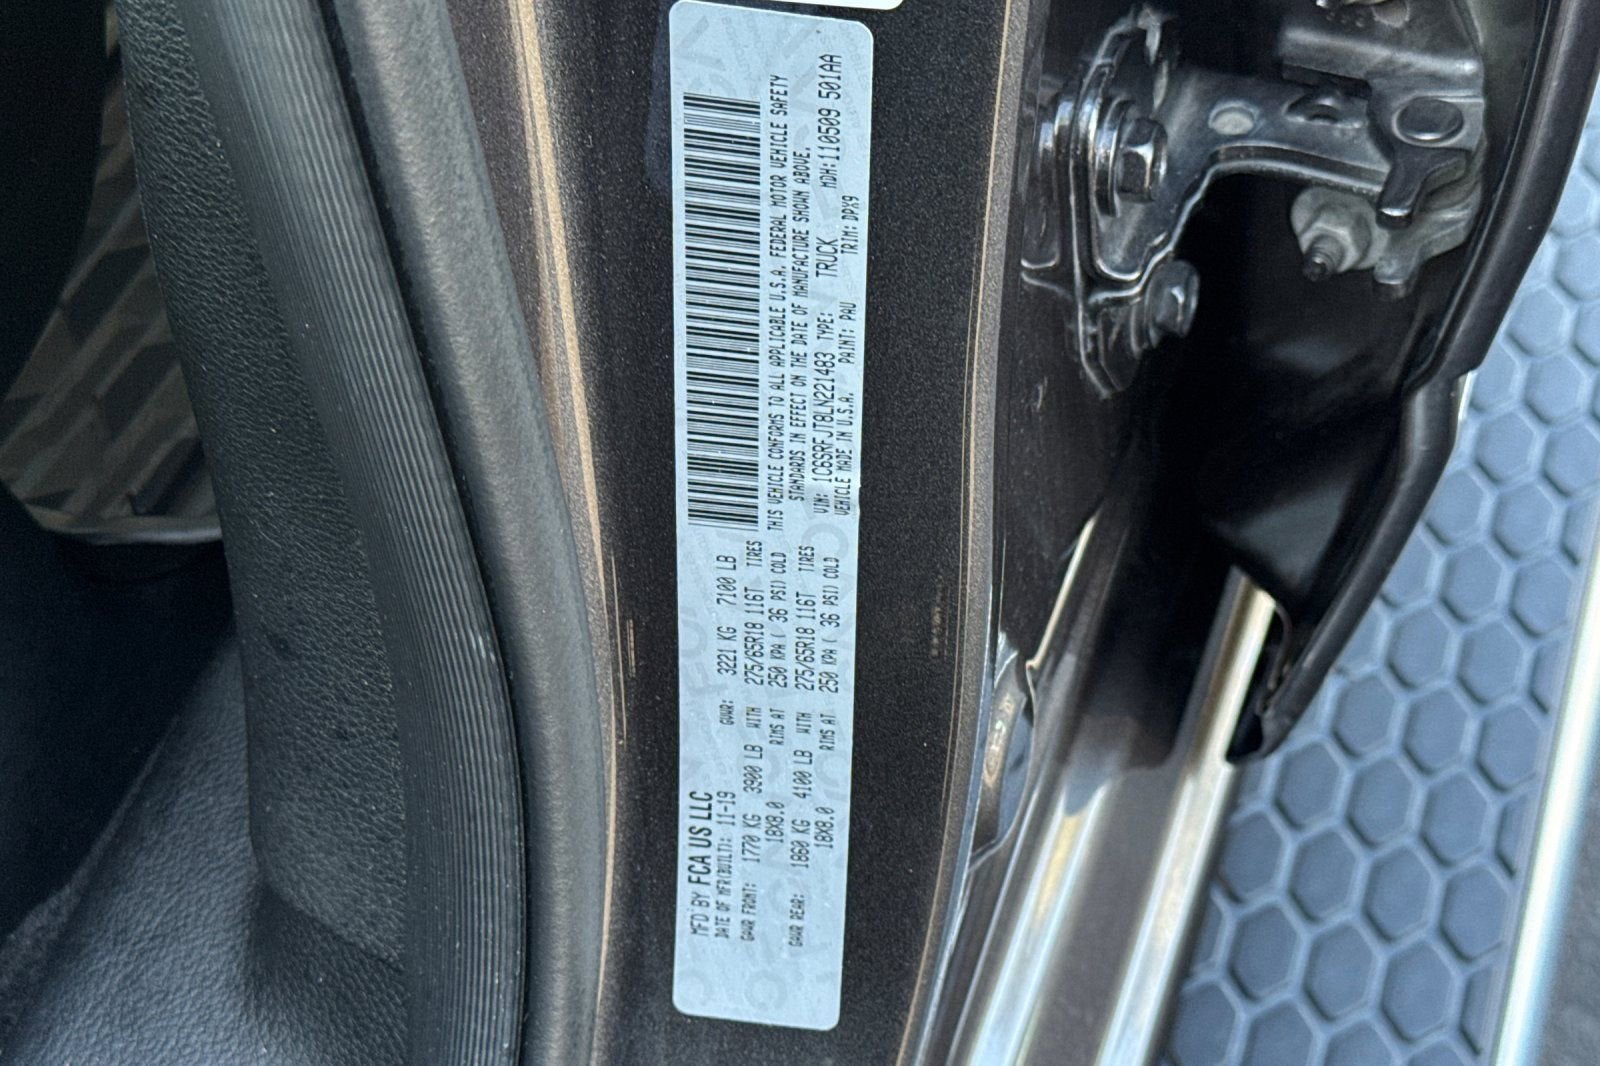 MFD BY FCA US LLC
DATE OF MFR(BUILT): 11-19 GVWR: 3221 KG 7100 LB
GAWR FRONT: 1770 KG 3900 LB WITH 275/65R18 116T TIRES
18X8.0 RIMS AT 250 KPA ( 36 PSI) COLD
GAWR REAR: 1860 KG 4100 LB WITH 275/65R18 116T TIRES
18X8.0 RIMS AT 250 KPA ( 36 PSI) COLD
THIS VEHICLE CONFORMS TO ALL APPLICABLE U.S.A. FEDERAL MOTOR VEHICLE SAFETY
STANDARDS IN EFFECT ON THE DATE OF MANUFACTURE SHOWN ABOVE.
VIN: 1C6SRFJT8LN221483 TYPE: TRUCK MDH:110509 501AA
VEHICLE MADE IN U.S.A. PAINT: PAU TRIM: DPX9